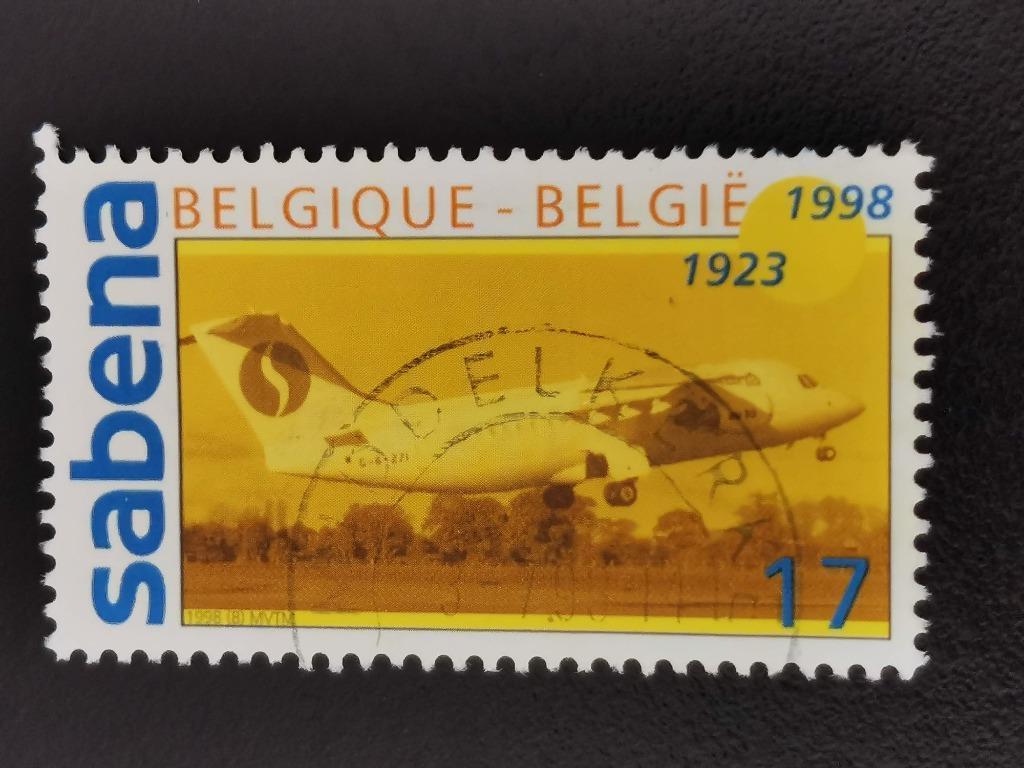 BELGIQUE - BELGIË
1998
1923
sabena
17
1998 (8) MVTM